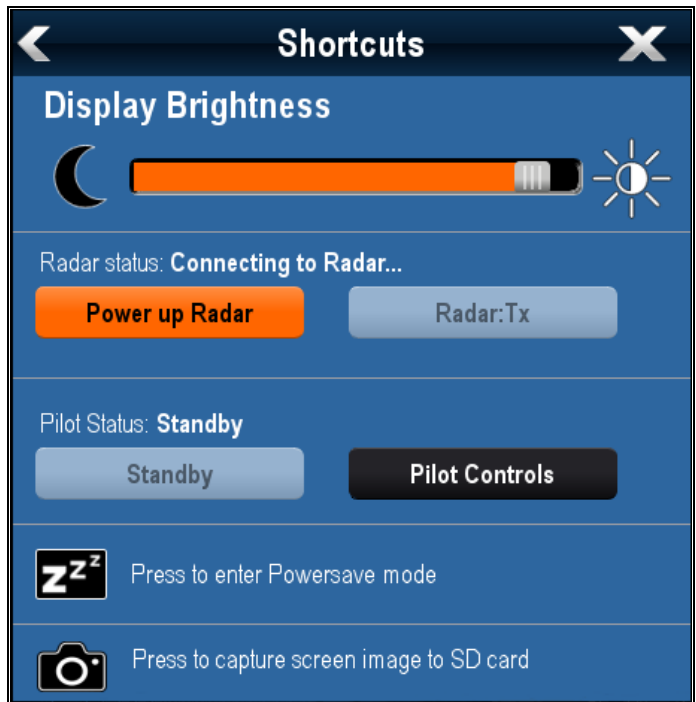 Shortcuts
Display Brightness
Radar status: Connecting to Radar...
Power up Radar
Radar:Tx
Pilot Status: Standby
Standby
Pilot Controls
zzz
Press to enter Powersave mode
Press to capture screen image to SD card